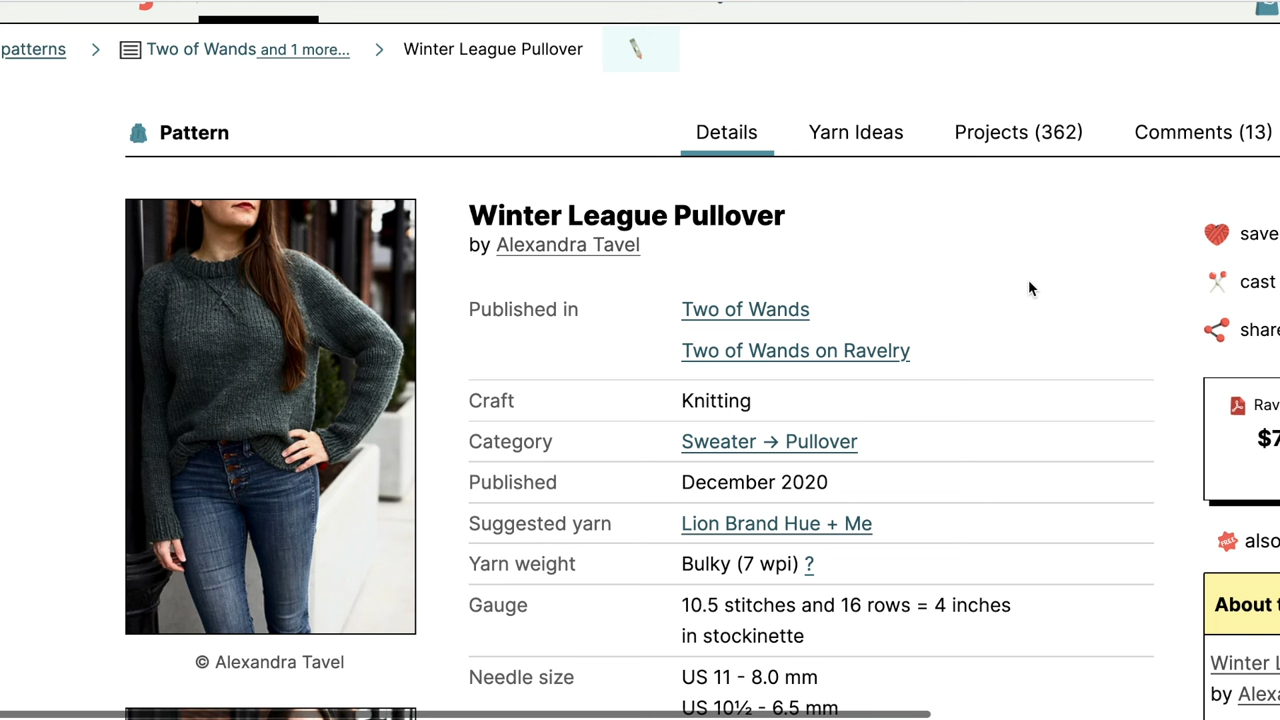 patterns > Two of Wands and 1 more... > Winter League Pullover
Pattern
Details Yarn Ideas Projects (362) Comments (13)
Winter League Pullover
by Alexandra Tavel
save
cast
share
Published in Two of Wands
Two of Wands on Ravelry
Craft Knitting
Category Sweater → Pullover
Published December 2020
Suggested yarn Lion Brand Hue + Me
Yarn weight Bulky (7 wpi) ?
Gauge 10.5 stitches and 16 rows = 4 inches
in stockinette
Needle size US 11 - 8.0 mm
US 10½ - 6.5 mm
© Alexandra Tavel
Rav
$7
FREE also
About t
Winter L
by Alexa